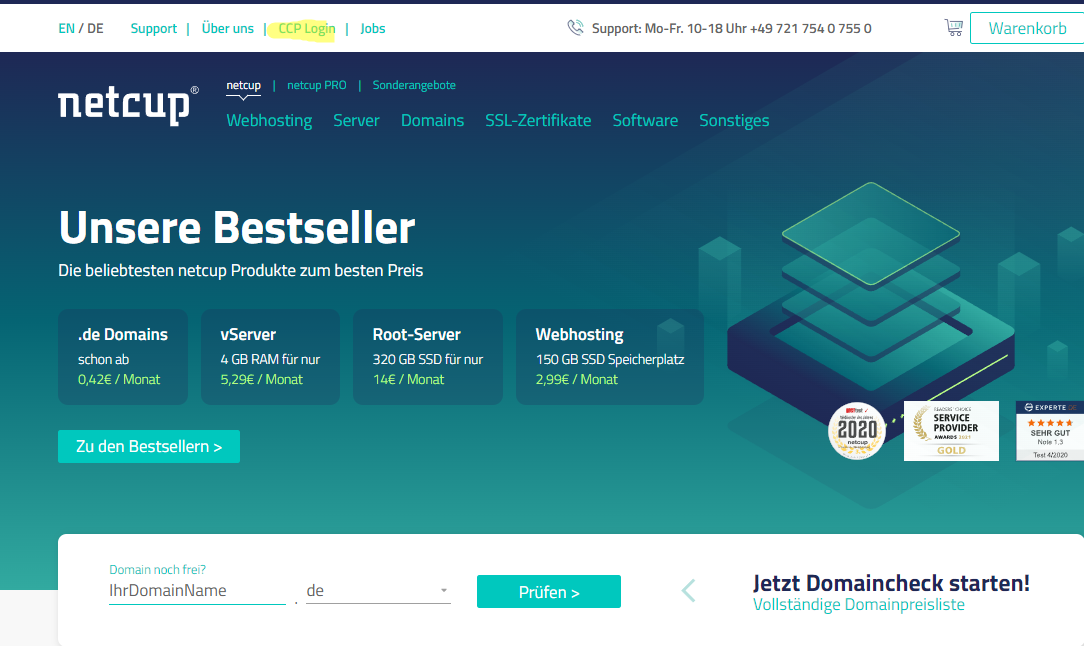 EN / DE Support | Über uns | CCP Login | Jobs Support: Mo-Fr. 10-18 Uhr +49 721 754 0 755 0 Warenkorb
netcup® netcup | netcup PRO | Sonderangebote
Webhosting Server Domains SSL-Zertifikate Software Sonstiges
Unsere Bestseller
Die beliebtesten netcup Produkte zum besten Preis
.de Domains
schon ab
0,42€ / Monat
vServer
4 GB RAM für nur
5,29€ / Monat
Root-Server
320 GB SSD für nur
14€ / Monat
Webhosting
150 GB SSD Speicherplatz
2,99€ / Monat
2020
netcup
READERS' CHOICE
SERVICE
PROVIDER
AWARDS 2021
GOLD
EXPERTE
SEHR GUT
Note 1,3
Test 4/2020
Zu den Bestsellern >
Domain noch frei?
IhrDomainName . de
Prüfen >
Jetzt Domaincheck starten!
Vollständige Domainpreisliste